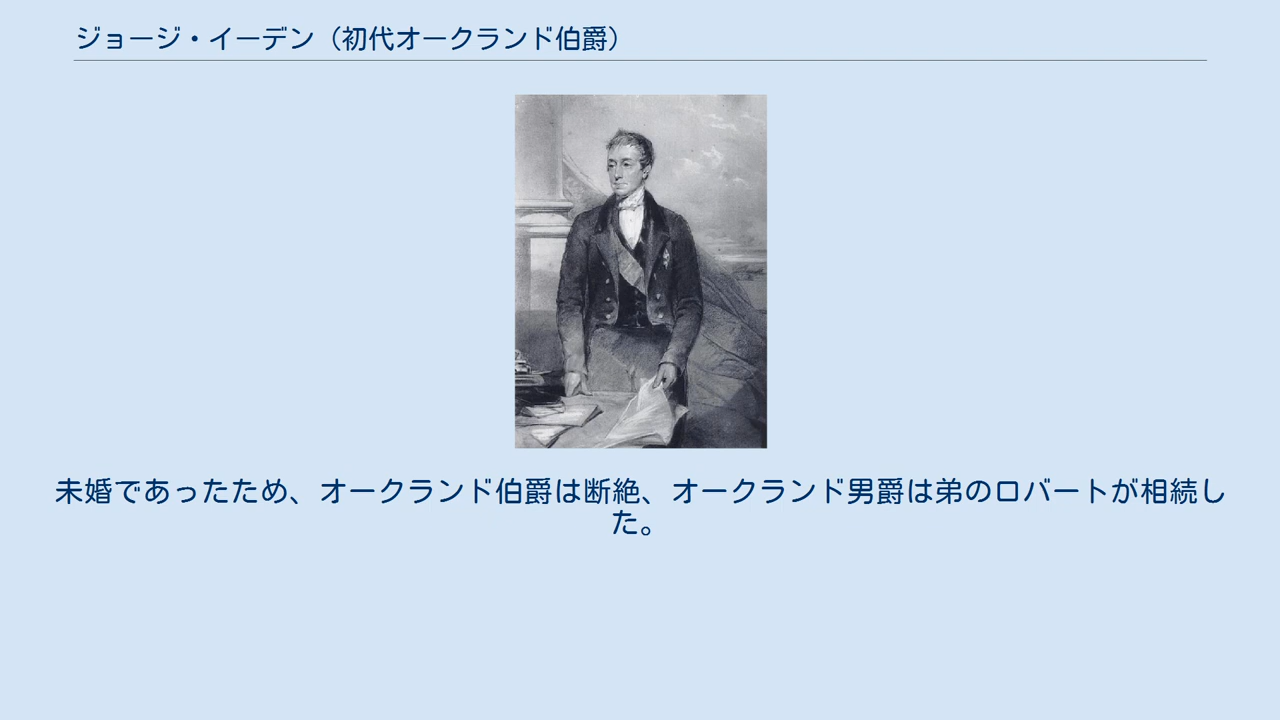 ジョージ・イーデン（初代オークランド伯爵）
未婚であったため、オークランド伯爵は断絶、オークランド男爵は弟のロバートが相続し
た。